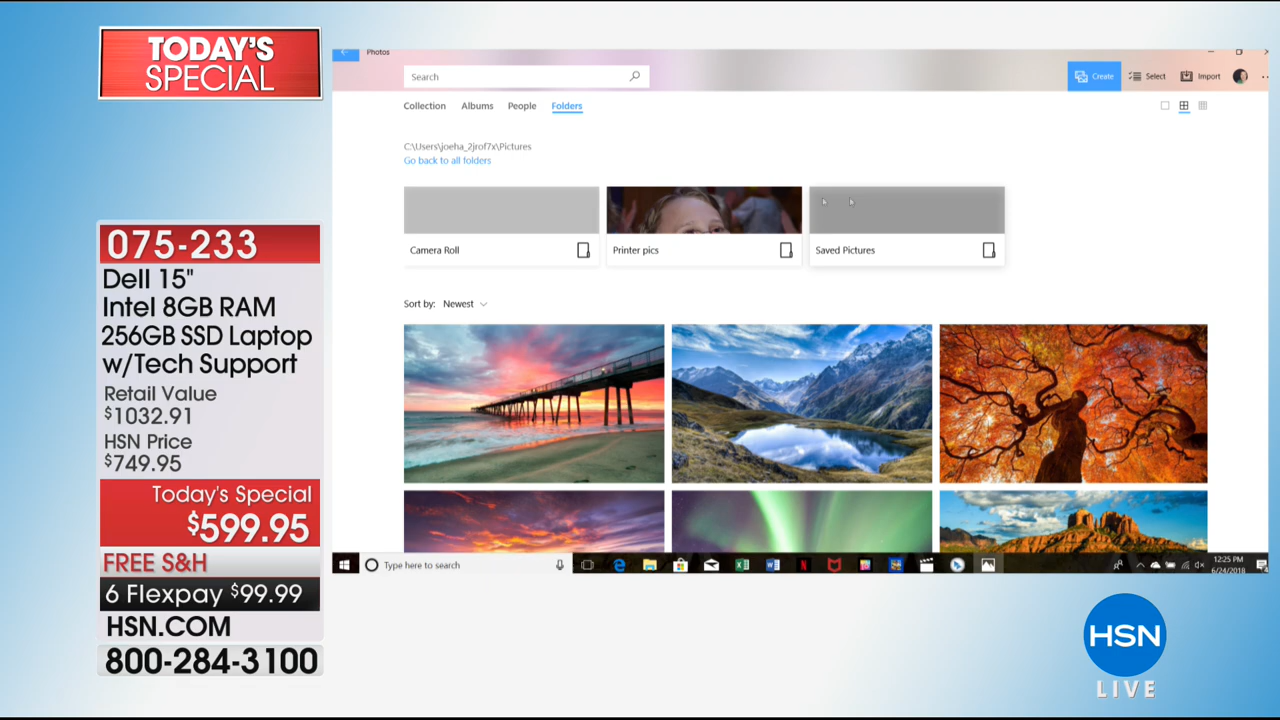 TODAY'S
SPECIAL
075-233
Dell 15"
Intel 8GB RAM
256GB SSD Laptop
w/Tech Support
Retail Value
$1032.91
HSN Price
$749.95
Today's Special
$599.95
FREE S&H
6 Flexpay $99.99
HSN.COM
800-284-3100
Photos
Search
Create
Select
Import
Collection Albums People Folders
C:\Users\joeha_2jrof7x\Pictures
Go back to all folders
Camera Roll
Printer pics
Saved Pictures
Sort by: Newest
Type here to search
12:25 PM
6/24/2018
HSN
LIVE